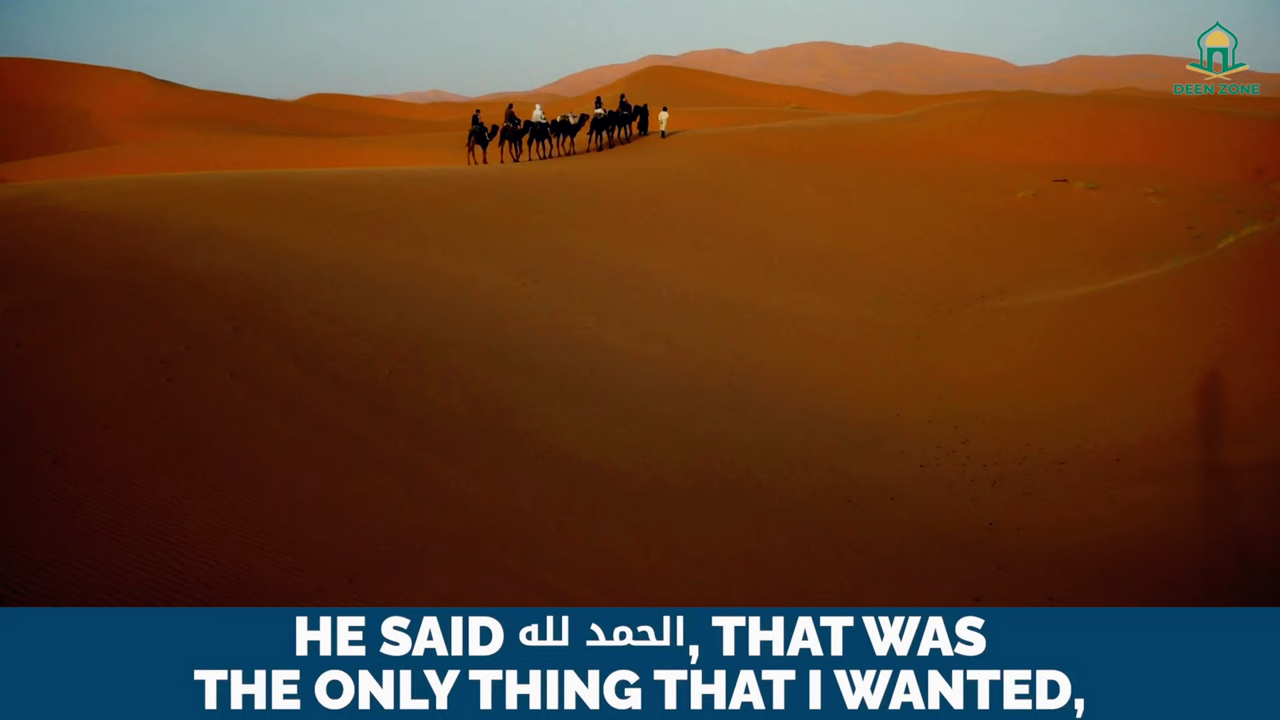 DEEN ZONE
HE SAID الحمد لله, THAT WAS
THE ONLY THING THAT I WANTED,